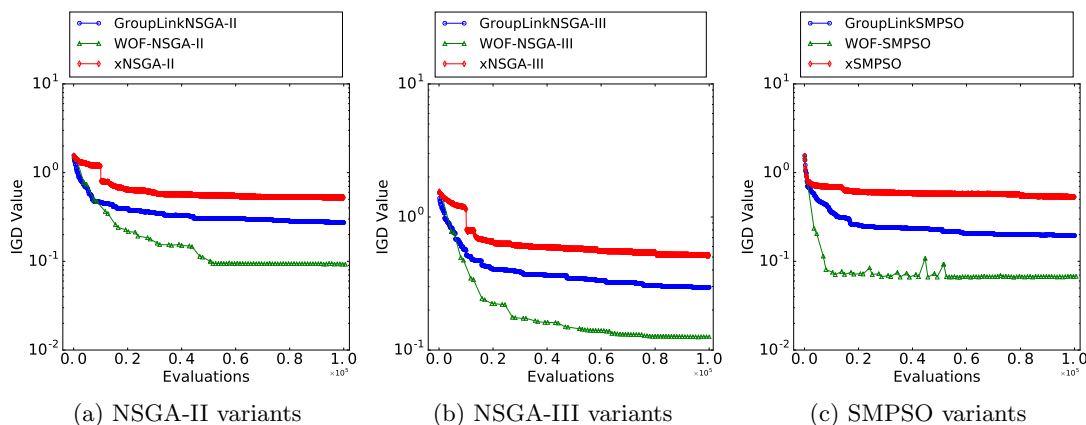 GroupLinkNSGA-II
WOF-NSGA-II
xNSGA-II
IGD Value
10^1
10^0
10^-1
10^-2
0.0 0.2 0.4 0.6 0.8 1.0
×10^5
Evaluations
(a) NSGA-II variants
GroupLinkNSGA-III
WOF-NSGA-III
xNSGA-III
IGD Value
10^1
10^0
10^-1
0.0 0.2 0.4 0.6 0.8 1.0
×10^5
Evaluations
(b) NSGA-III variants
GroupLinkSMPSO
WOF-SMPSO
xSMPSO
IGD Value
10^1
10^0
10^-1
10^-2
0.0 0.2 0.4 0.6 0.8 1.0
×10^5
Evaluations
(c) SMPSO variants